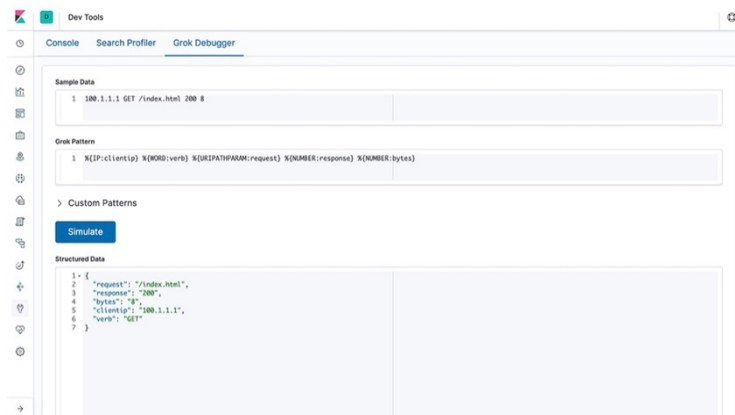 D Dev Tools
Console Search Profiler Grok Debugger
Sample Data
1 100.1.1.1 GET /index.html 200 8
Grok Pattern
1 %{IP:clientip} %{WORD:verb} %{URIPATHPARAM:request} %{NUMBER:response} %{NUMBER:bytes}
Custom Patterns
Simulate
Structured Data
1 {
2 "request": "/index.html",
3 "response": "200",
4 "bytes": "8",
5 "clientip": "100.1.1.1",
6 "verb": "GET"
7 }